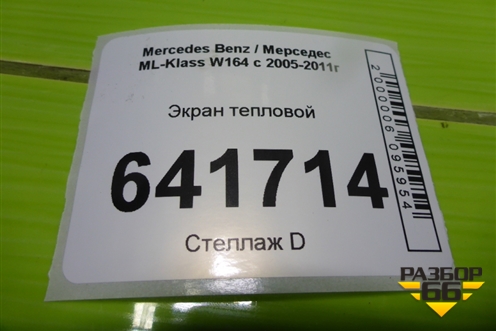 Mercedes Benz / Мерседес
ML-Klass W164 с 2005-2011г
Экран тепловой
641714
Стеллаж D
2000006095954
РАЗБОР
66